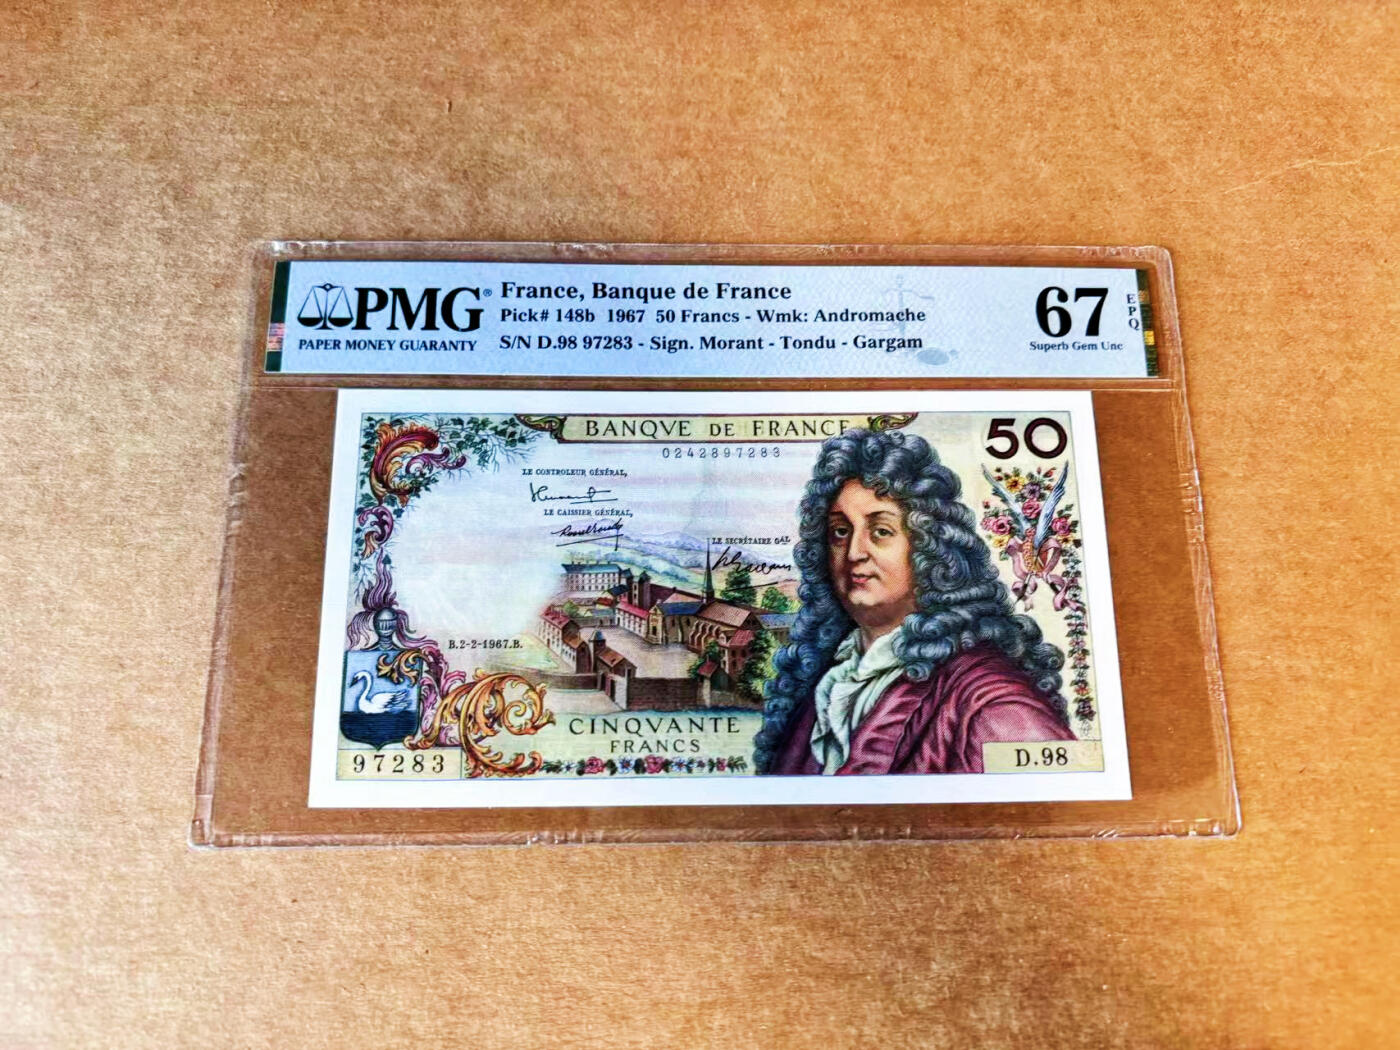 PMG®
PAPER MONEY GUARANTY
France, Banque de France
Pick# 148b 1967 50 Francs - Wmk: Andromache
S/N D.98 97283 - Sign. Morant - Tondu - Gargam
67
EPQ
Superb Gem Unc
BANQVE DE FRANCE
50
0242897283
LE CONTROLEUR GÉNÉRAL,
LE CAISSIER GÉNÉRAL,
LE SECRÉTAIRE GAL
B.2-2-1967.B.
CINQVANTE
FRANCS
97283
D.98